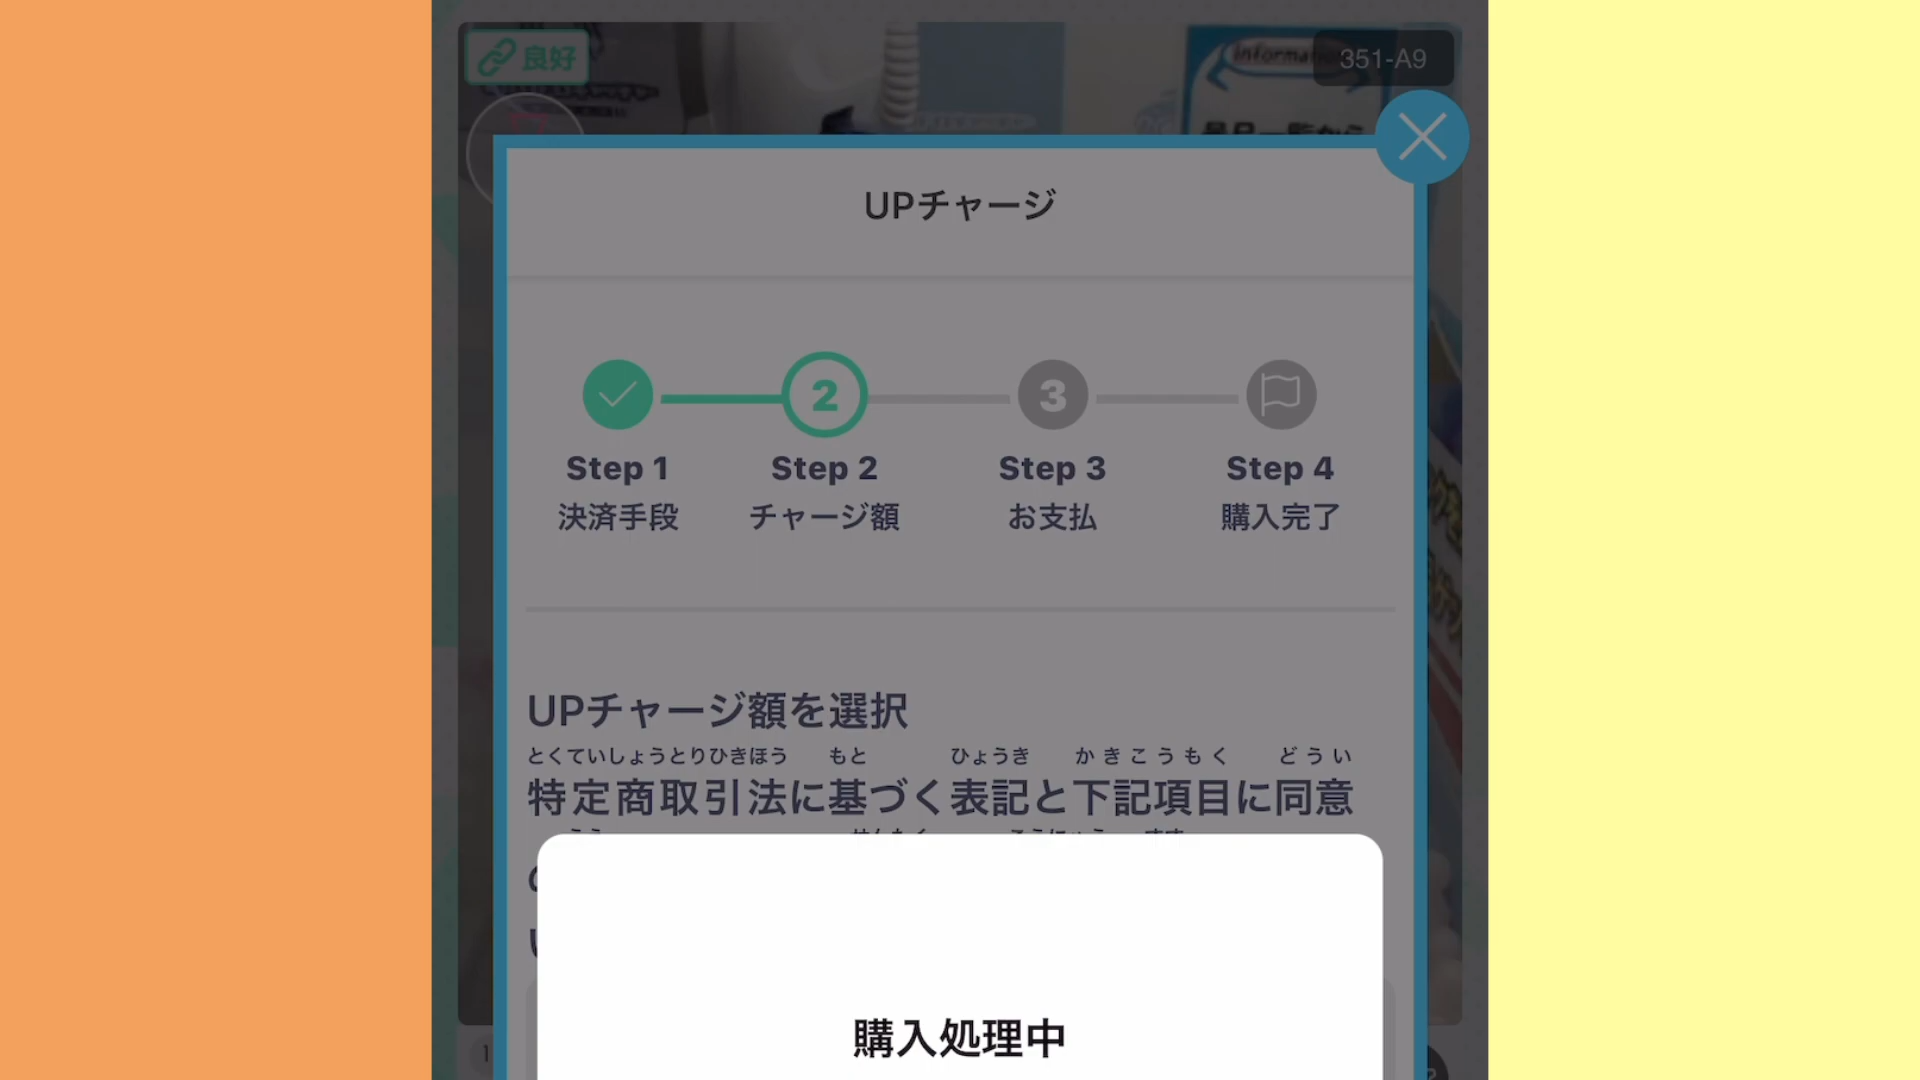 良好
Information
351-A9
UPチャージ
2
3
Step 1
Step 2
Step 3
Step 4
決済手段
チャージ額
お支払
購入完了
UPチャージ額を選択
とくていしょうとりひきほう もと ひょうき かきこうもく どうい
特定商取引法に基づく表記と下記項目に同意
購入処理中